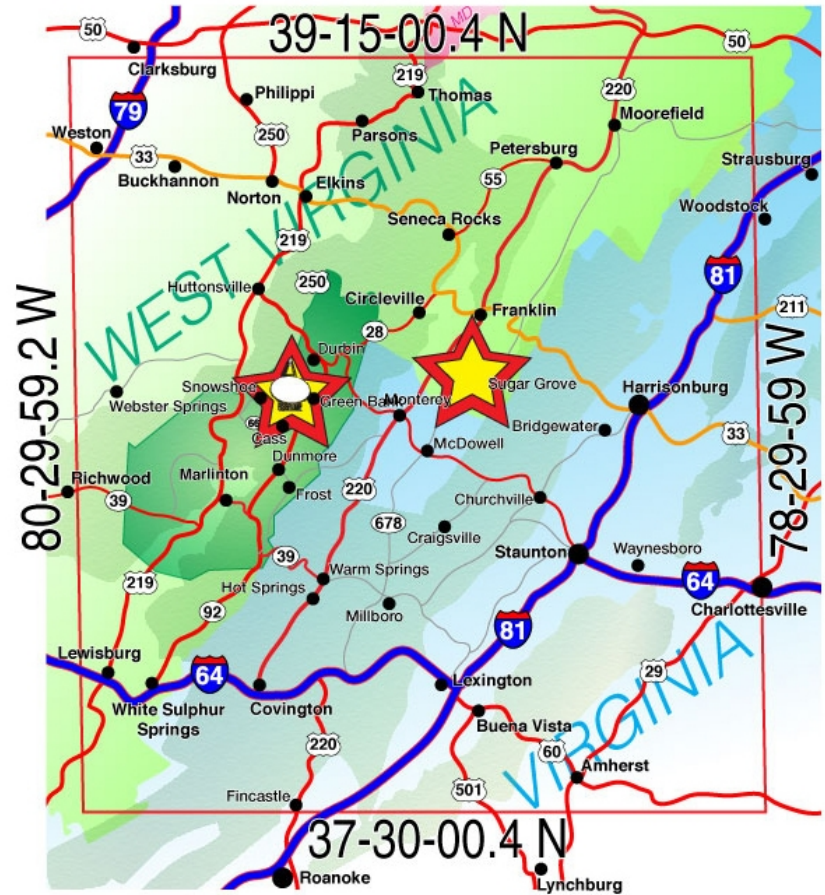 MD
50
39-15-00.4 N
50
Clarksburg
219
79
Philippi
Thomas
220
Moorefield
Weston
250
Parsons
33
Petersburg
Strausburg
Buckhannon
55
Norton
Elkins
WEST VIRGINIA
Woodstock
Seneca Rocks
219
81
250
Huttonsville
Circleville
Franklin
211
28
80-29-59.2 W
78-29-59 W
Durbin
Snowshoe
Sugar Grove
Harrisonburg
Webster Springs
Green Bank
Monterey
66
Cass
Bridgewater
33
McDowell
Dunmore
Richwood
Marlinton
39
Frost
220
Churchville
678
Craigsville
Staunton
Waynesboro
39
Warm Springs
64
219
Hot Springs
Charlottesville
92
Millboro
81
Lewisburg
64
29
VIRGINIA
Lexington
White Sulphur
Springs
Covington
Buena Vista
220
60
Amherst
501
Fincastle
37-30-00.4 N
Roanoke
Lynchburg